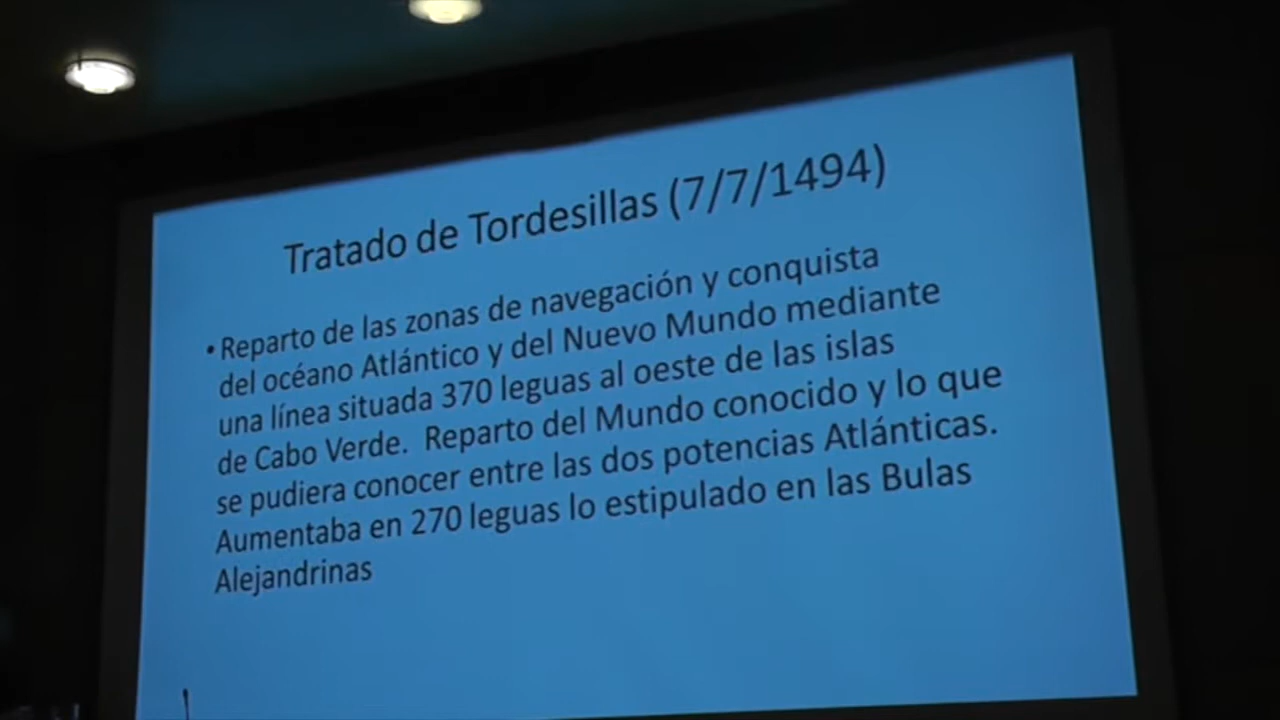 Tratado de Tordesillas (7/7/1494)
• Reparto de las zonas de navegación y conquista
del océano Atlántico y del Nuevo Mundo mediante
una línea situada 370 leguas al oeste de las islas
de Cabo Verde. Reparto del Mundo conocido y lo que
se pudiera conocer entre las dos potencias Atlánticas.
Aumentaba en 270 leguas lo estipulado en las Bulas
Alejandrinas